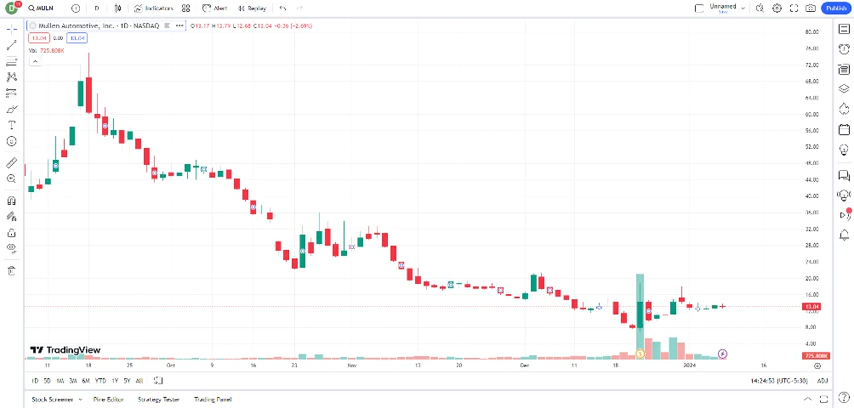 MULN D Indicators Alert Replay Unnamed Publish
Save
Mullen Automotive, Inc. · 1D · NASDAQ O13.17 H13.79 L12.68 C13.04 −0.36 (−2.69%)
13.04 0.00 13.04
Vol 725.808K
80.00
76.00
72.00
68.00
64.00
60.00
56.00
52.00
48.00
44.00
40.00
36.00
32.00
28.00
24.00
20.00
16.00
13.04
12.00
8.00
4.00
TradingView
725.808K
11 18 25 Oct 9 16 23 Nov 13 20 Dec 11 18 2024 16
1D 5D 1M 3M 6M YTD 1Y 5Y All 14:24:53 (UTC-5:30) ADJ
Stock Screener Pine Editor Strategy Tester Trading Panel